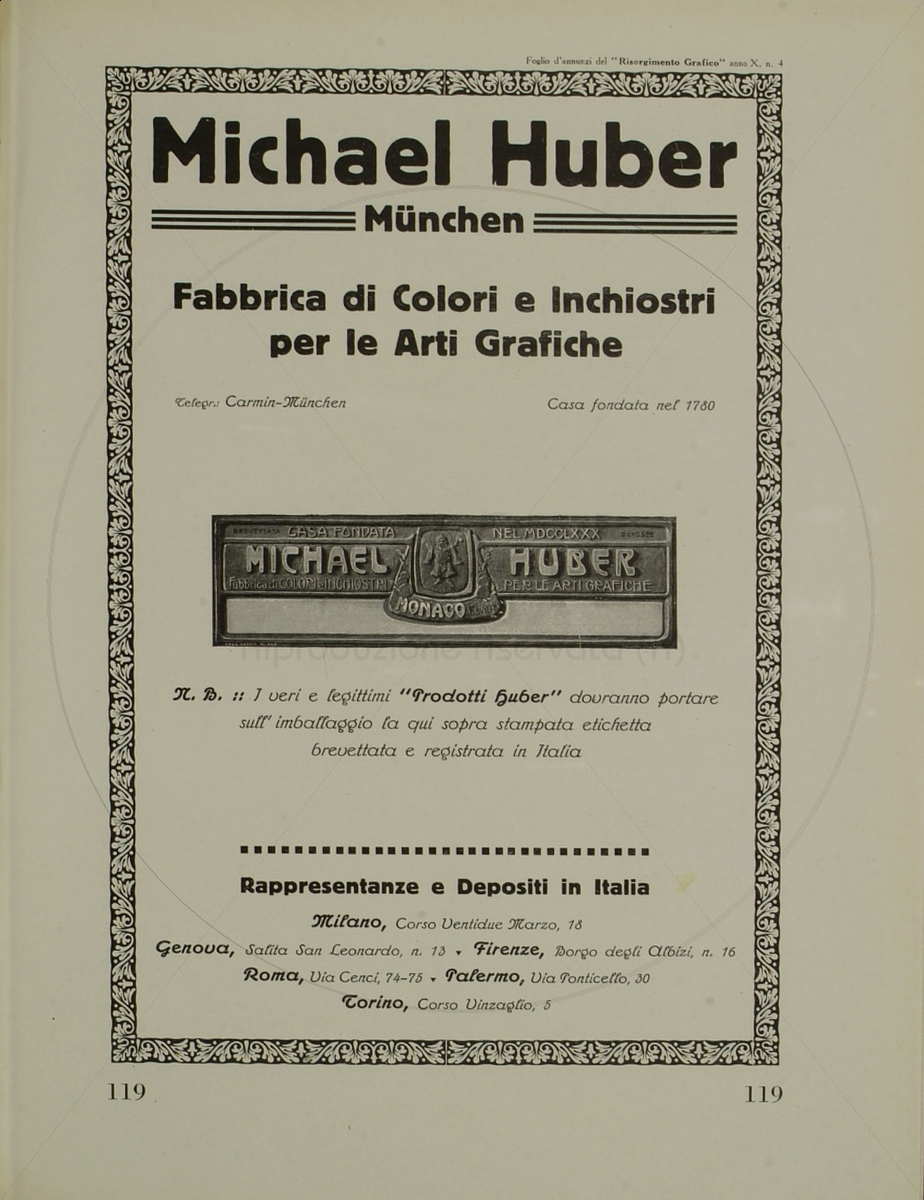 Foglio d'annunzi del "Risorgimento Grafico" anno X, n. 4
Michael Huber
München
Fabbrica di Colori e Inchiostri
per le Arti Grafiche
Telegr.: Carmin-München
Casa fondata nel 1780
BREVETTATA CASA FONDATA NEL MDCCLXXX
MICHAEL HUBER
Fabbrica di COLORI e INCHIOSTRI PER LE ARTI GRAFICHE
MONACO
riproduzione riservata
N. B. :: I veri e legittimi "Prodotti Huber" dovranno portare
sull' imballaggio la qui sopra stampata etichetta
brevettata e registrata in Italia
Rappresentanze e Depositi in Italia
Milano, Corso Ventidue Marzo, 18
Genova, Salita San Leonardo, n. 13 ▾ Firenze, Borgo degli Albizi, n. 16
Roma, Via Cenci, 74-75 ▾ Palermo, Via Ponticello, 30
Torino, Corso Vinzaglio, 5
119
119